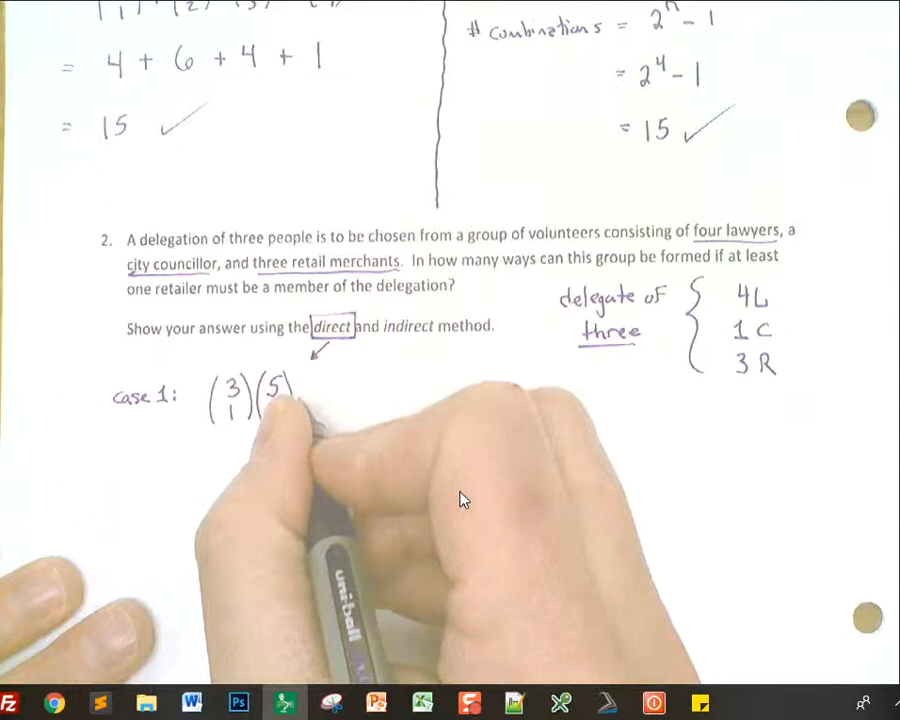 = 4 + 6 + 4 + 1
= 15 ✓
# combinations = 2ⁿ - 1
= 2⁴ - 1
= 15 ✓
2. A delegation of three people is to be chosen from a group of volunteers consisting of four lawyers, a
city councillor, and three retail merchants. In how many ways can this group be formed if at least
one retailer must be a member of the delegation?
Show your answer using the direct and indirect method.
delegate of
three
4L
1C
3R
case 1: (3 1)(5
uniball